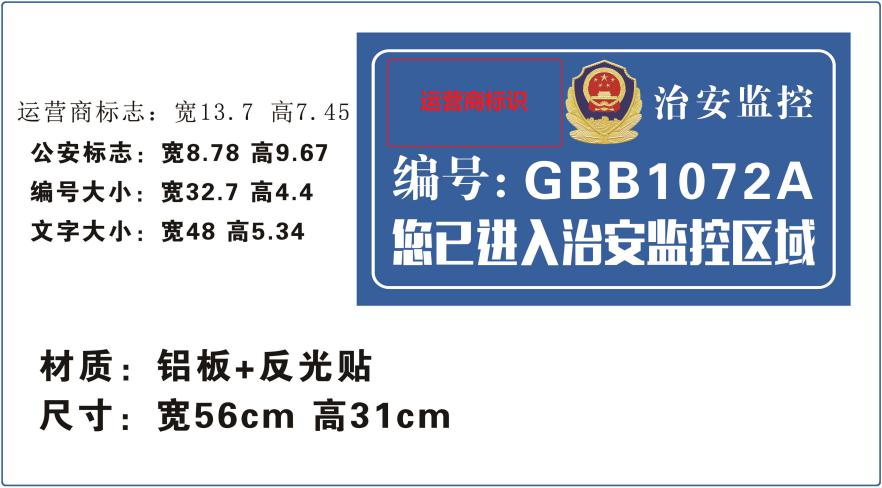 运营商标志：宽13.7 高7.45
公安标志：宽8.78 高9.67
编号大小：宽32.7 高4.4
文字大小：宽48 高5.34
运营商标识
治安监控
编号：GBB1072A
您已进入治安监控区域
材质：铝板+反光贴
尺寸：宽56cm 高31cm